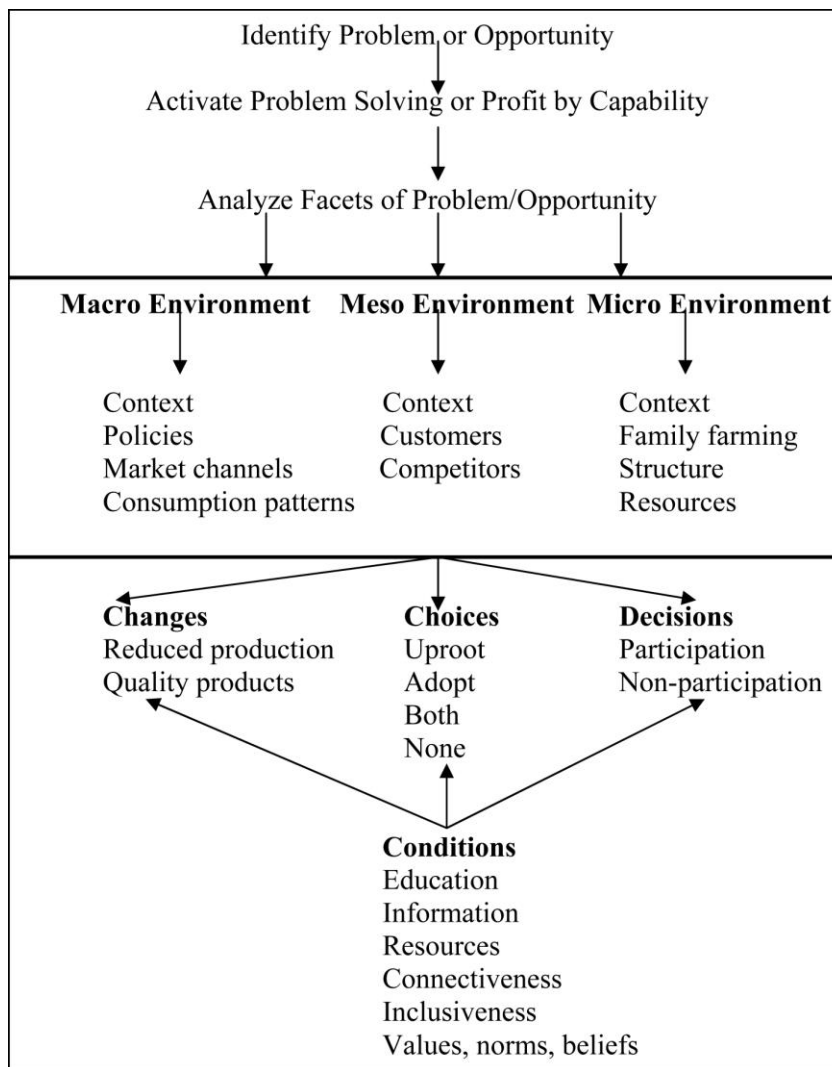 Identify Problem or Opportunity
Activate Problem Solving or Profit by Capability
Analyze Facets of Problem/Opportunity
Macro Environment
Meso Environment
Micro Environment
Context
Policies
Market channels
Consumption patterns
Context
Customers
Competitors
Context
Family farming
Structure
Resources
Changes
Reduced production
Quality products
Choices
Uproot
Adopt
Both
None
Decisions
Participation
Non-participation
Conditions
Education
Information
Resources
Connectiveness
Inclusiveness
Values, norms, beliefs